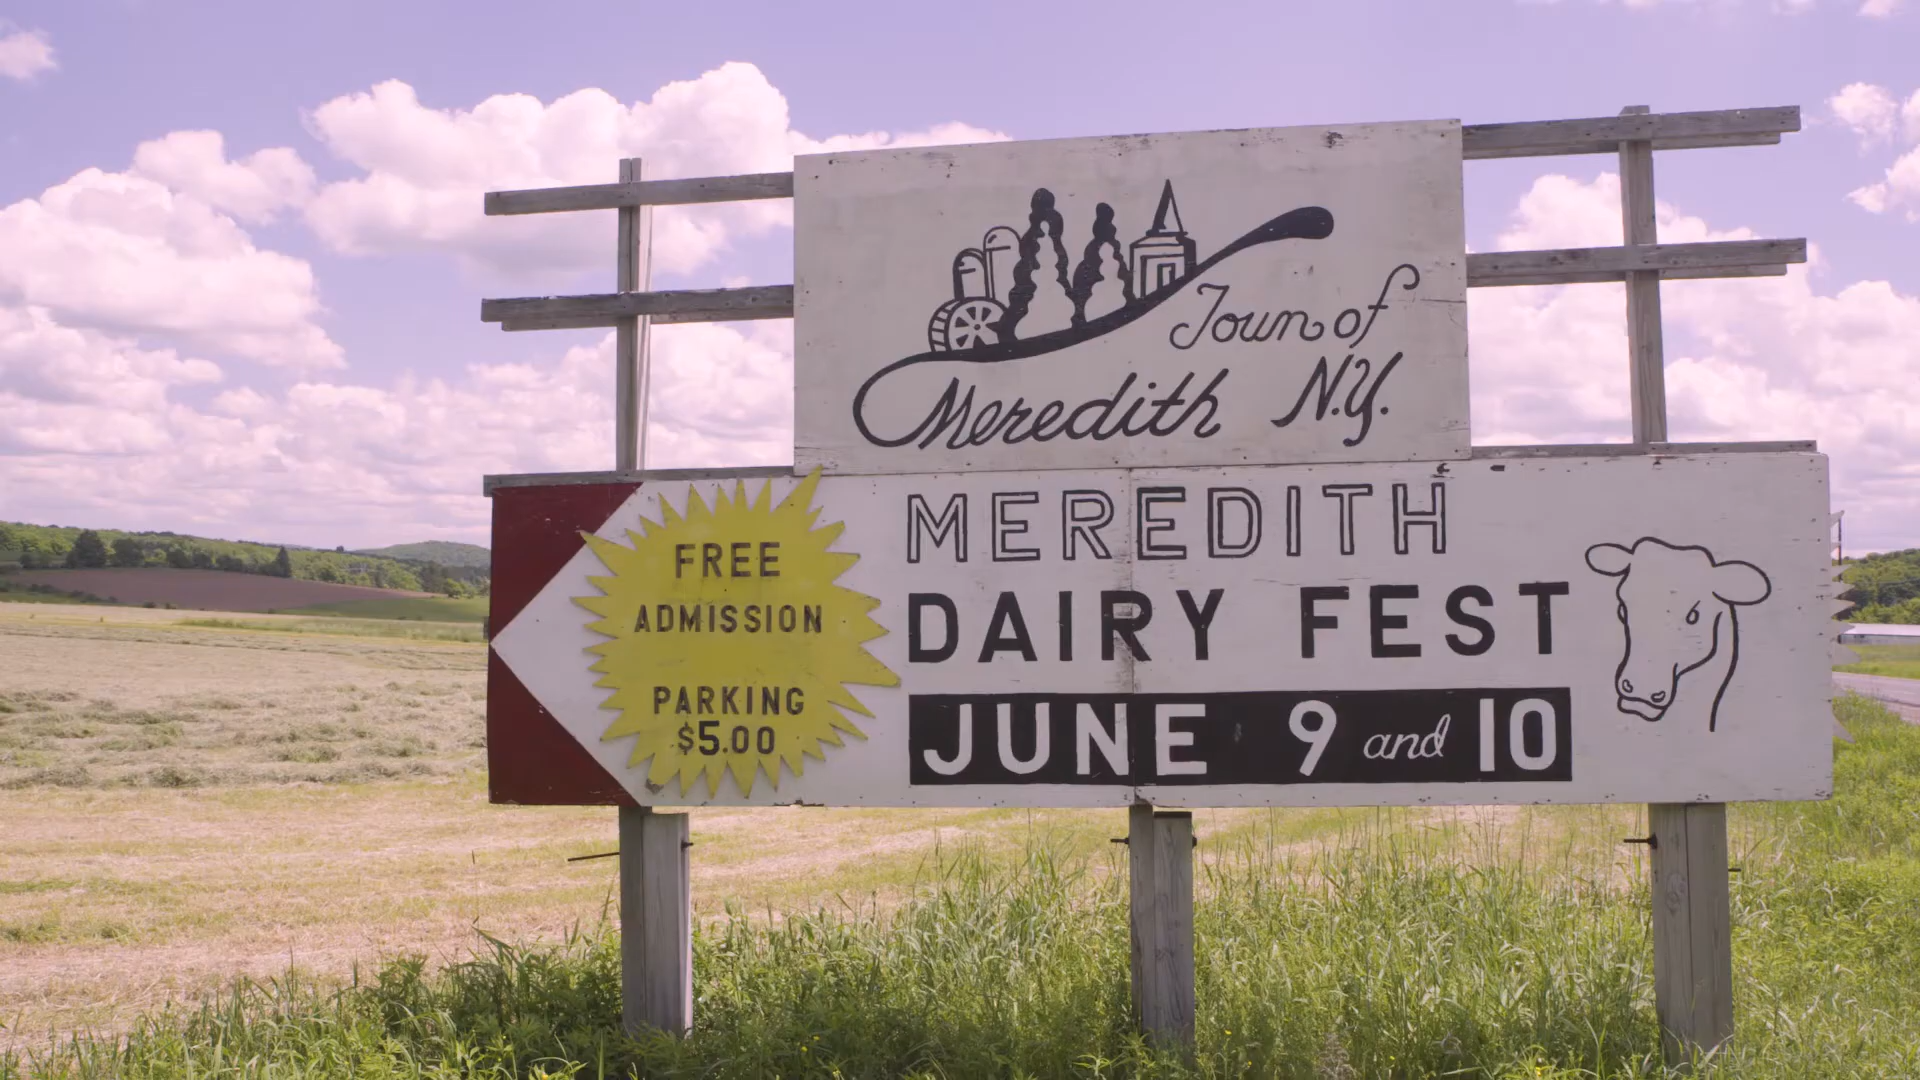 Town of
Meredith N.Y.
FREE
ADMISSION
PARKING
$5.00
MEREDITH
DAIRY FEST
JUNE 9 and 10